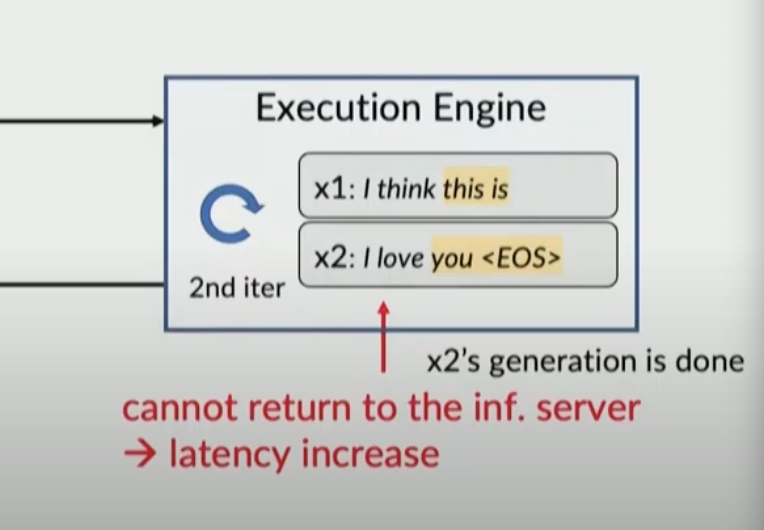 Execution Engine
x1: I think this is
x2: I love you <EOS>
2nd iter
x2's generation is done
cannot return to the inf. server
→ latency increase